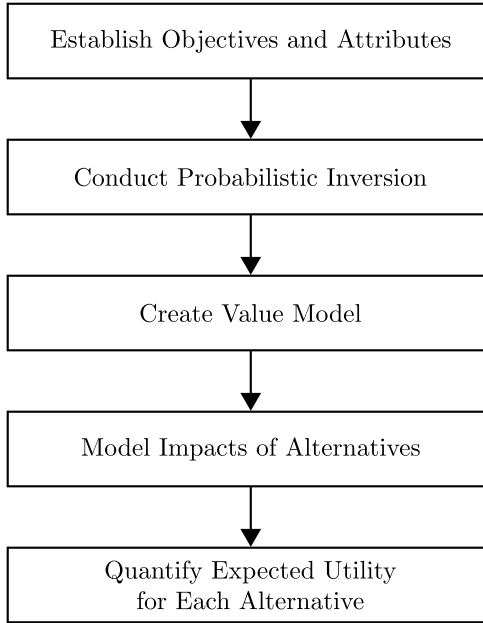 Establish Objectives and Attributes
Conduct Probabilistic Inversion
Create Value Model
Model Impacts of Alternatives
Quantify Expected Utility
for Each Alternative